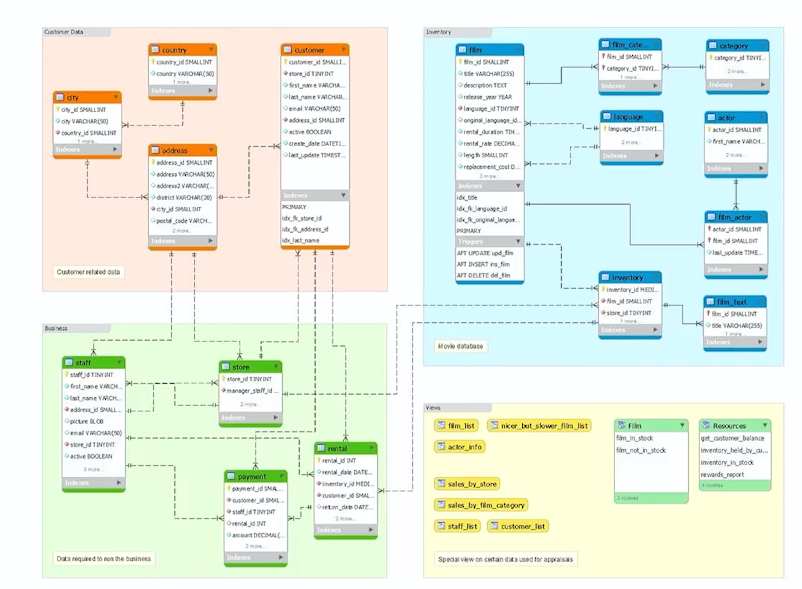 Customer Data
country
country_id SMALLINT
country VARCHAR(50)
1 more...
Indexes
customer
customer_id SMALLI...
store_id TINYINT
first_name VARCHA...
last_name VARCHAR...
email VARCHAR(50)
address_id SMALLINT
active BOOLEAN
create_date DATETI...
last_update TIMEST...
Indexes
PRIMARY
idx_fk_store_id
idx_fk_address_id
idx_last_name
city
city_id SMALLINT
city VARCHAR(50)
country_id SMALLINT
1 more...
Indexes
address
address_id SMALLINT
address VARCHAR(50)
address2 VARCHAR(...
district VARCHAR(20)
city_id SMALLINT
postal_code VARCH...
2 more...
Indexes
Customer related data
Inventory
film
film_id SMALLINT
title VARCHAR(255)
description TEXT
release_year YEAR
language_id TINYINT
original_language_id...
rental_duration TIN...
rental_rate DECIMA...
length SMALLINT
replacement_cost D...
3 more...
Indexes
idx_title
idx_fk_language_id
idx_fk_original_langua...
PRIMARY
Triggers
AFT UPDATE upd_film
AFT INSERT ins_film
AFT DELETE del_film
film_cate...
film_id SMALLINT
category_id TINYI...
1 more...
Indexes
category
category_id TINYI...
2 more...
Indexes
language
language_id TINYI...
2 more...
Indexes
actor
actor_id SMALLINT
first_name VARCH...
2 more...
Indexes
film_actor
actor_id SMALLINT
film_id SMALLINT
last_update TIME...
Indexes
inventory
inventory_id MEDI...
film_id SMALLINT
store_id TINYINT
1 more...
Indexes
film_text
film_id SMALLINT
title VARCHAR(255)
1 more...
Indexes
Movie database
Business
staff
staff_id TINYINT
first_name VARCH...
last_name VARCH...
address_id SMALL...
picture BLOB
email VARCHAR(50)
store_id TINYINT
active BOOLEAN
3 more...
Indexes
store
store_id TINYINT
manager_staff_id ...
2 more...
Indexes
payment
payment_id SMAL...
customer_id SMAL...
staff_id TINYINT
rental_id INT
amount DECIMAL(...
2 more...
Indexes
rental
rental_id INT
rental_date DATE...
inventory_id MEDI...
customer_id SMAL...
return_date DATE...
2 more...
Indexes
Data required to run the business
Views
film_list
nicer_but_slower_film_list
actor_info
sales_by_store
sales_by_film_category
staff_list
customer_list
Film
film_in_stock
film_not_in_stock
2 routines
Resources
get_customer_balance
inventory_held_by_cu...
inventory_in_stock
rewards_report
4 routines
Special view on certain data used for appraisals